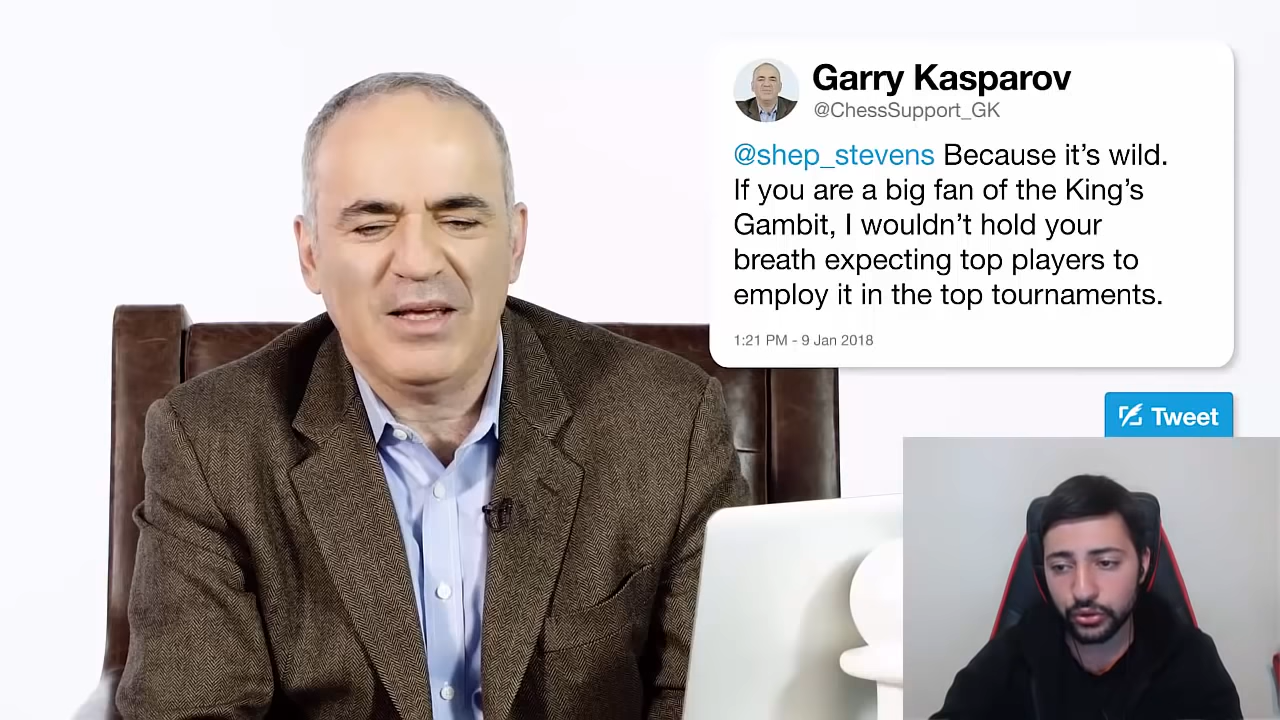 Garry Kasparov
@ChessSupport_GK
@shep_stevens Because it’s wild.
If you are a big fan of the King’s
Gambit, I wouldn’t hold your
breath expecting top players to
employ it in the top tournaments.
1:21 PM - 9 Jan 2018
Tweet